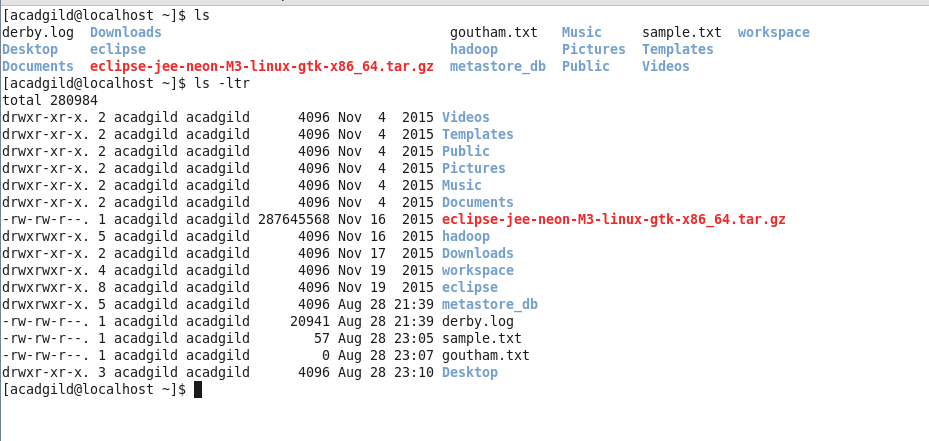 [acadgild@localhost ~]$ ls
derby.log  Downloads                                    goutham.txt   Music     sample.txt  workspace
Desktop    eclipse                                      hadoop        Pictures  Templates
Documents  eclipse-jee-neon-M3-linux-gtk-x86_64.tar.gz  metastore_db  Public    Videos
[acadgild@localhost ~]$ ls -ltr
total 280984
drwxr-xr-x. 2 acadgild acadgild      4096 Nov  4  2015 Videos
drwxr-xr-x. 2 acadgild acadgild      4096 Nov  4  2015 Templates
drwxr-xr-x. 2 acadgild acadgild      4096 Nov  4  2015 Public
drwxr-xr-x. 2 acadgild acadgild      4096 Nov  4  2015 Pictures
drwxr-xr-x. 2 acadgild acadgild      4096 Nov  4  2015 Music
drwxr-xr-x. 2 acadgild acadgild      4096 Nov  4  2015 Documents
-rw-rw-r--. 1 acadgild acadgild 287645568 Nov 16  2015 eclipse-jee-neon-M3-linux-gtk-x86_64.tar.gz
drwxrwxr-x. 5 acadgild acadgild      4096 Nov 16  2015 hadoop
drwxr-xr-x. 2 acadgild acadgild      4096 Nov 17  2015 Downloads
drwxrwxr-x. 4 acadgild acadgild      4096 Nov 19  2015 workspace
drwxrwxr-x. 8 acadgild acadgild      4096 Nov 19  2015 eclipse
drwxrwxr-x. 5 acadgild acadgild      4096 Aug 28 21:39 metastore_db
-rw-rw-r--. 1 acadgild acadgild     20941 Aug 28 21:39 derby.log
-rw-rw-r--. 1 acadgild acadgild        57 Aug 28 23:05 sample.txt
-rw-rw-r--. 1 acadgild acadgild         0 Aug 28 23:07 goutham.txt
drwxr-xr-x. 3 acadgild acadgild      4096 Aug 28 23:10 Desktop
[acadgild@localhost ~]$